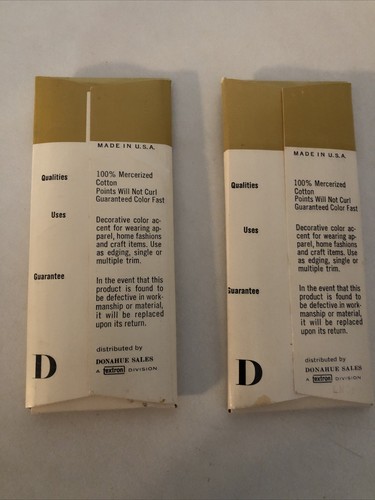 MADE IN U.S.A.
Qualities
100% Mercerized
Cotton
Points Will Not Curl
Guaranteed Color Fast
Uses
Decorative color ac-
cent for wearing ap-
parel, home fashions
and craft items. Use
as edging, single or
multiple trim.
Guarantee
In the event that this
product is found to
be defective in work-
manship or material,
it will be replaced
upon its return.
D
distributed by
DONAHUE SALES
A textron DIVISION
MADE IN U.S.A.
Qualities
100% Mercerized
Cotton
Points Will Not Curl
Guaranteed Color Fast
Uses
Decorative color ac-
cent for wearing ap-
parel, home fashions
and craft items. Use
as edging, single or
multiple trim.
Guarantee
In the event that this
product is found to
be defective in work-
manship or material,
it will be replaced
upon its return.
D
distributed by
DONAHUE SALES
A textron DIVISION